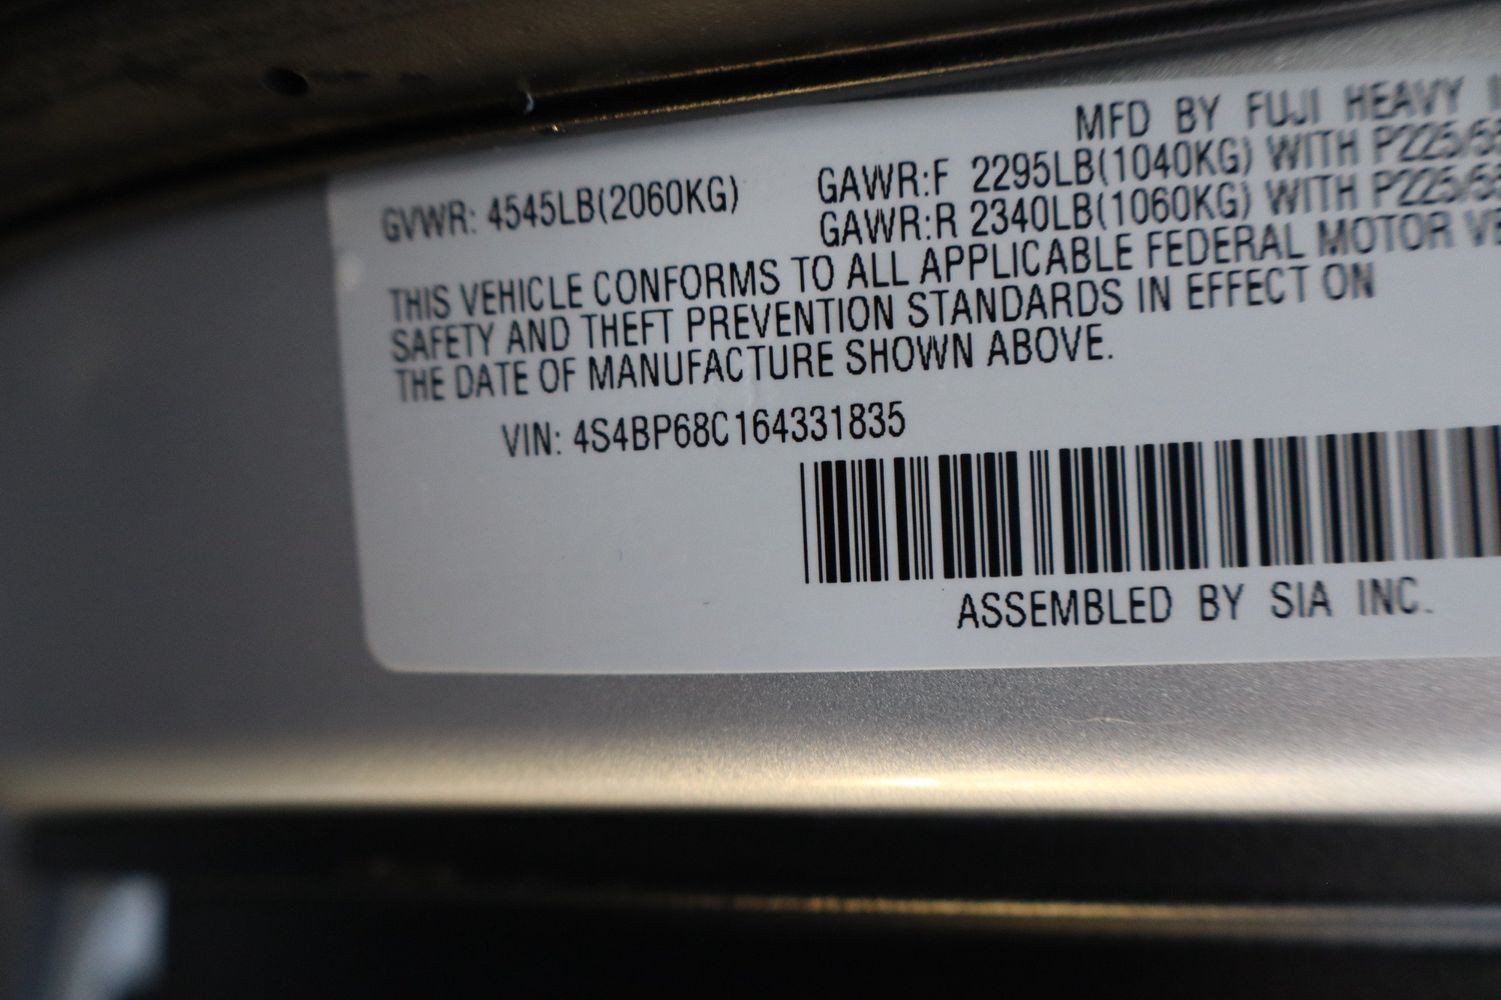 MFD BY FUJI HEAVY
GVWR: 4545LB(2060KG)
GAWR:F 2295LB(1040KG) WITH P225/
GAWR:R 2340LB(1060KG) WITH P225/
THIS VEHICLE CONFORMS TO ALL APPLICABLE FEDERAL MOTOR
SAFETY AND THEFT PREVENTION STANDARDS IN EFFECT ON
THE DATE OF MANUFACTURE SHOWN ABOVE.
VIN: 4S4BP68C164331835
ASSEMBLED BY SIA INC.